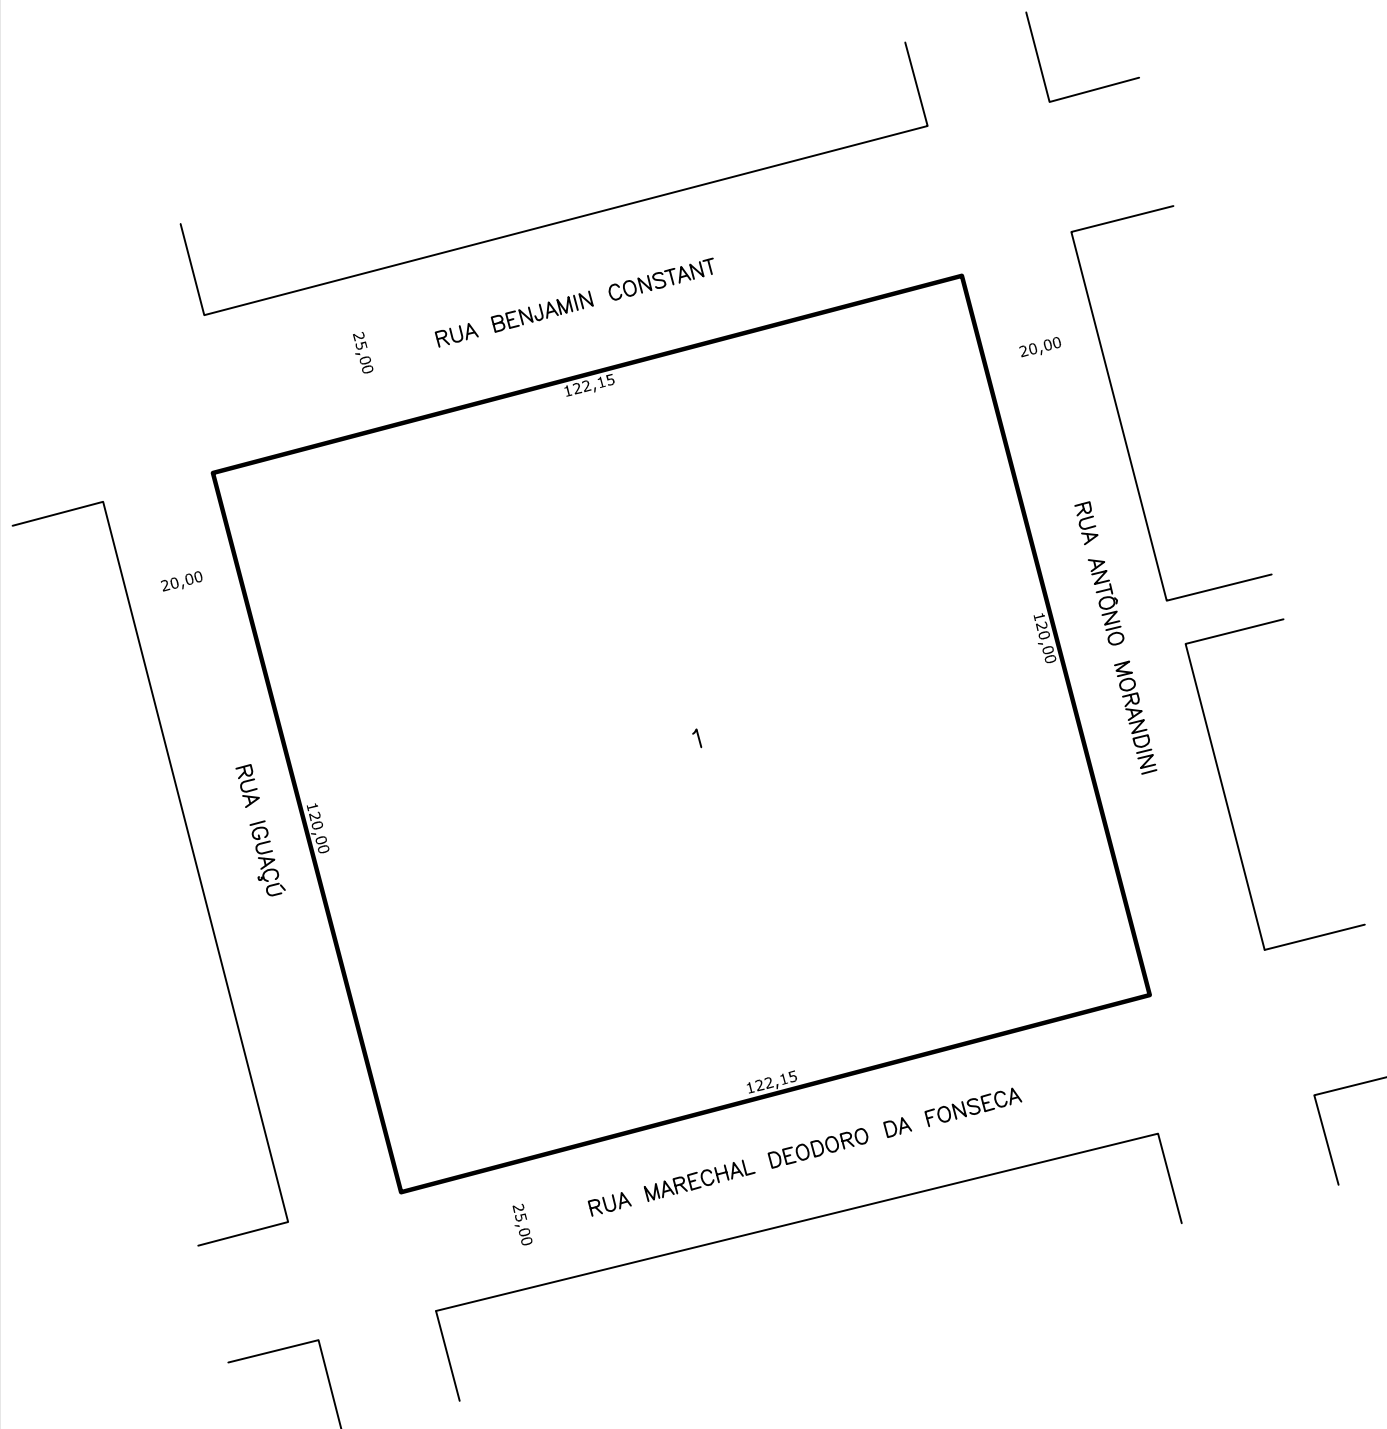 RUA BENJAMIN CONSTANT
25,00
122,15
20,00
20,00
RUA ANTÔNIO MORANDINI
120,00
1
RUA IGUAÇÚ
120,00
122,15
RUA MARECHAL DEODORO DA FONSECA
25,00